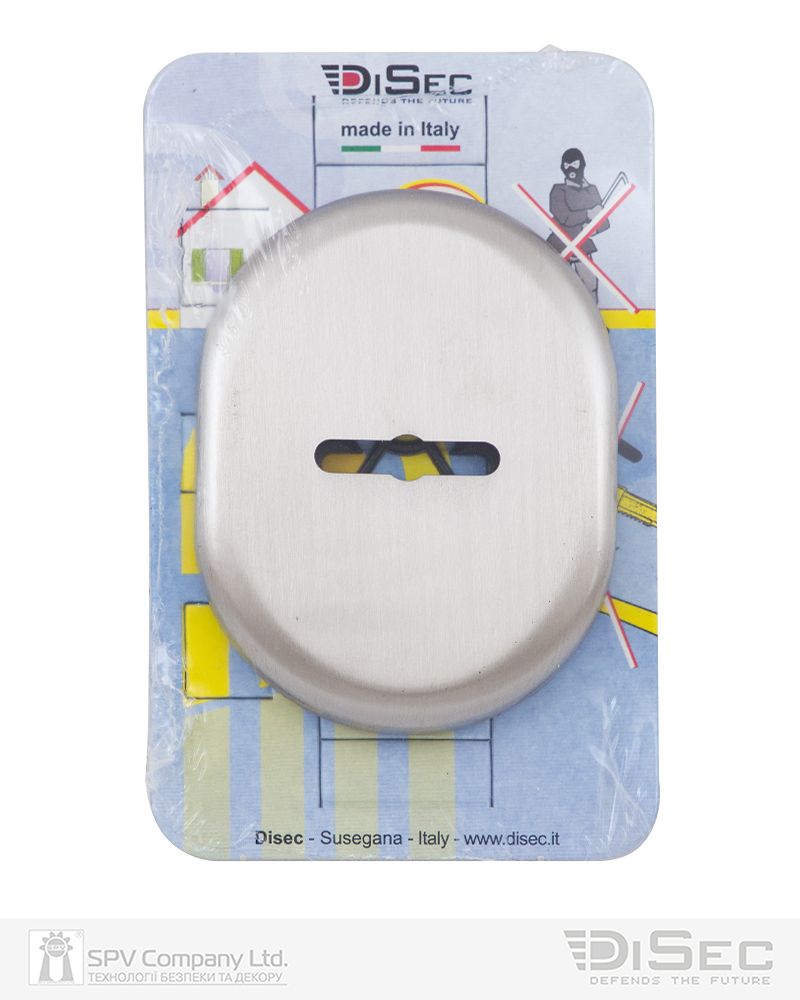 DiSec
DEFENDS THE FUTURE
made in Italy
Disec - Susegana - Italy - www.disec.it
SPV Company Ltd.
ТЕХНОЛОГІЇ БЕЗПЕКИ ТА ДЕКОРУ
DiSec
DEFENDS THE FUTURE